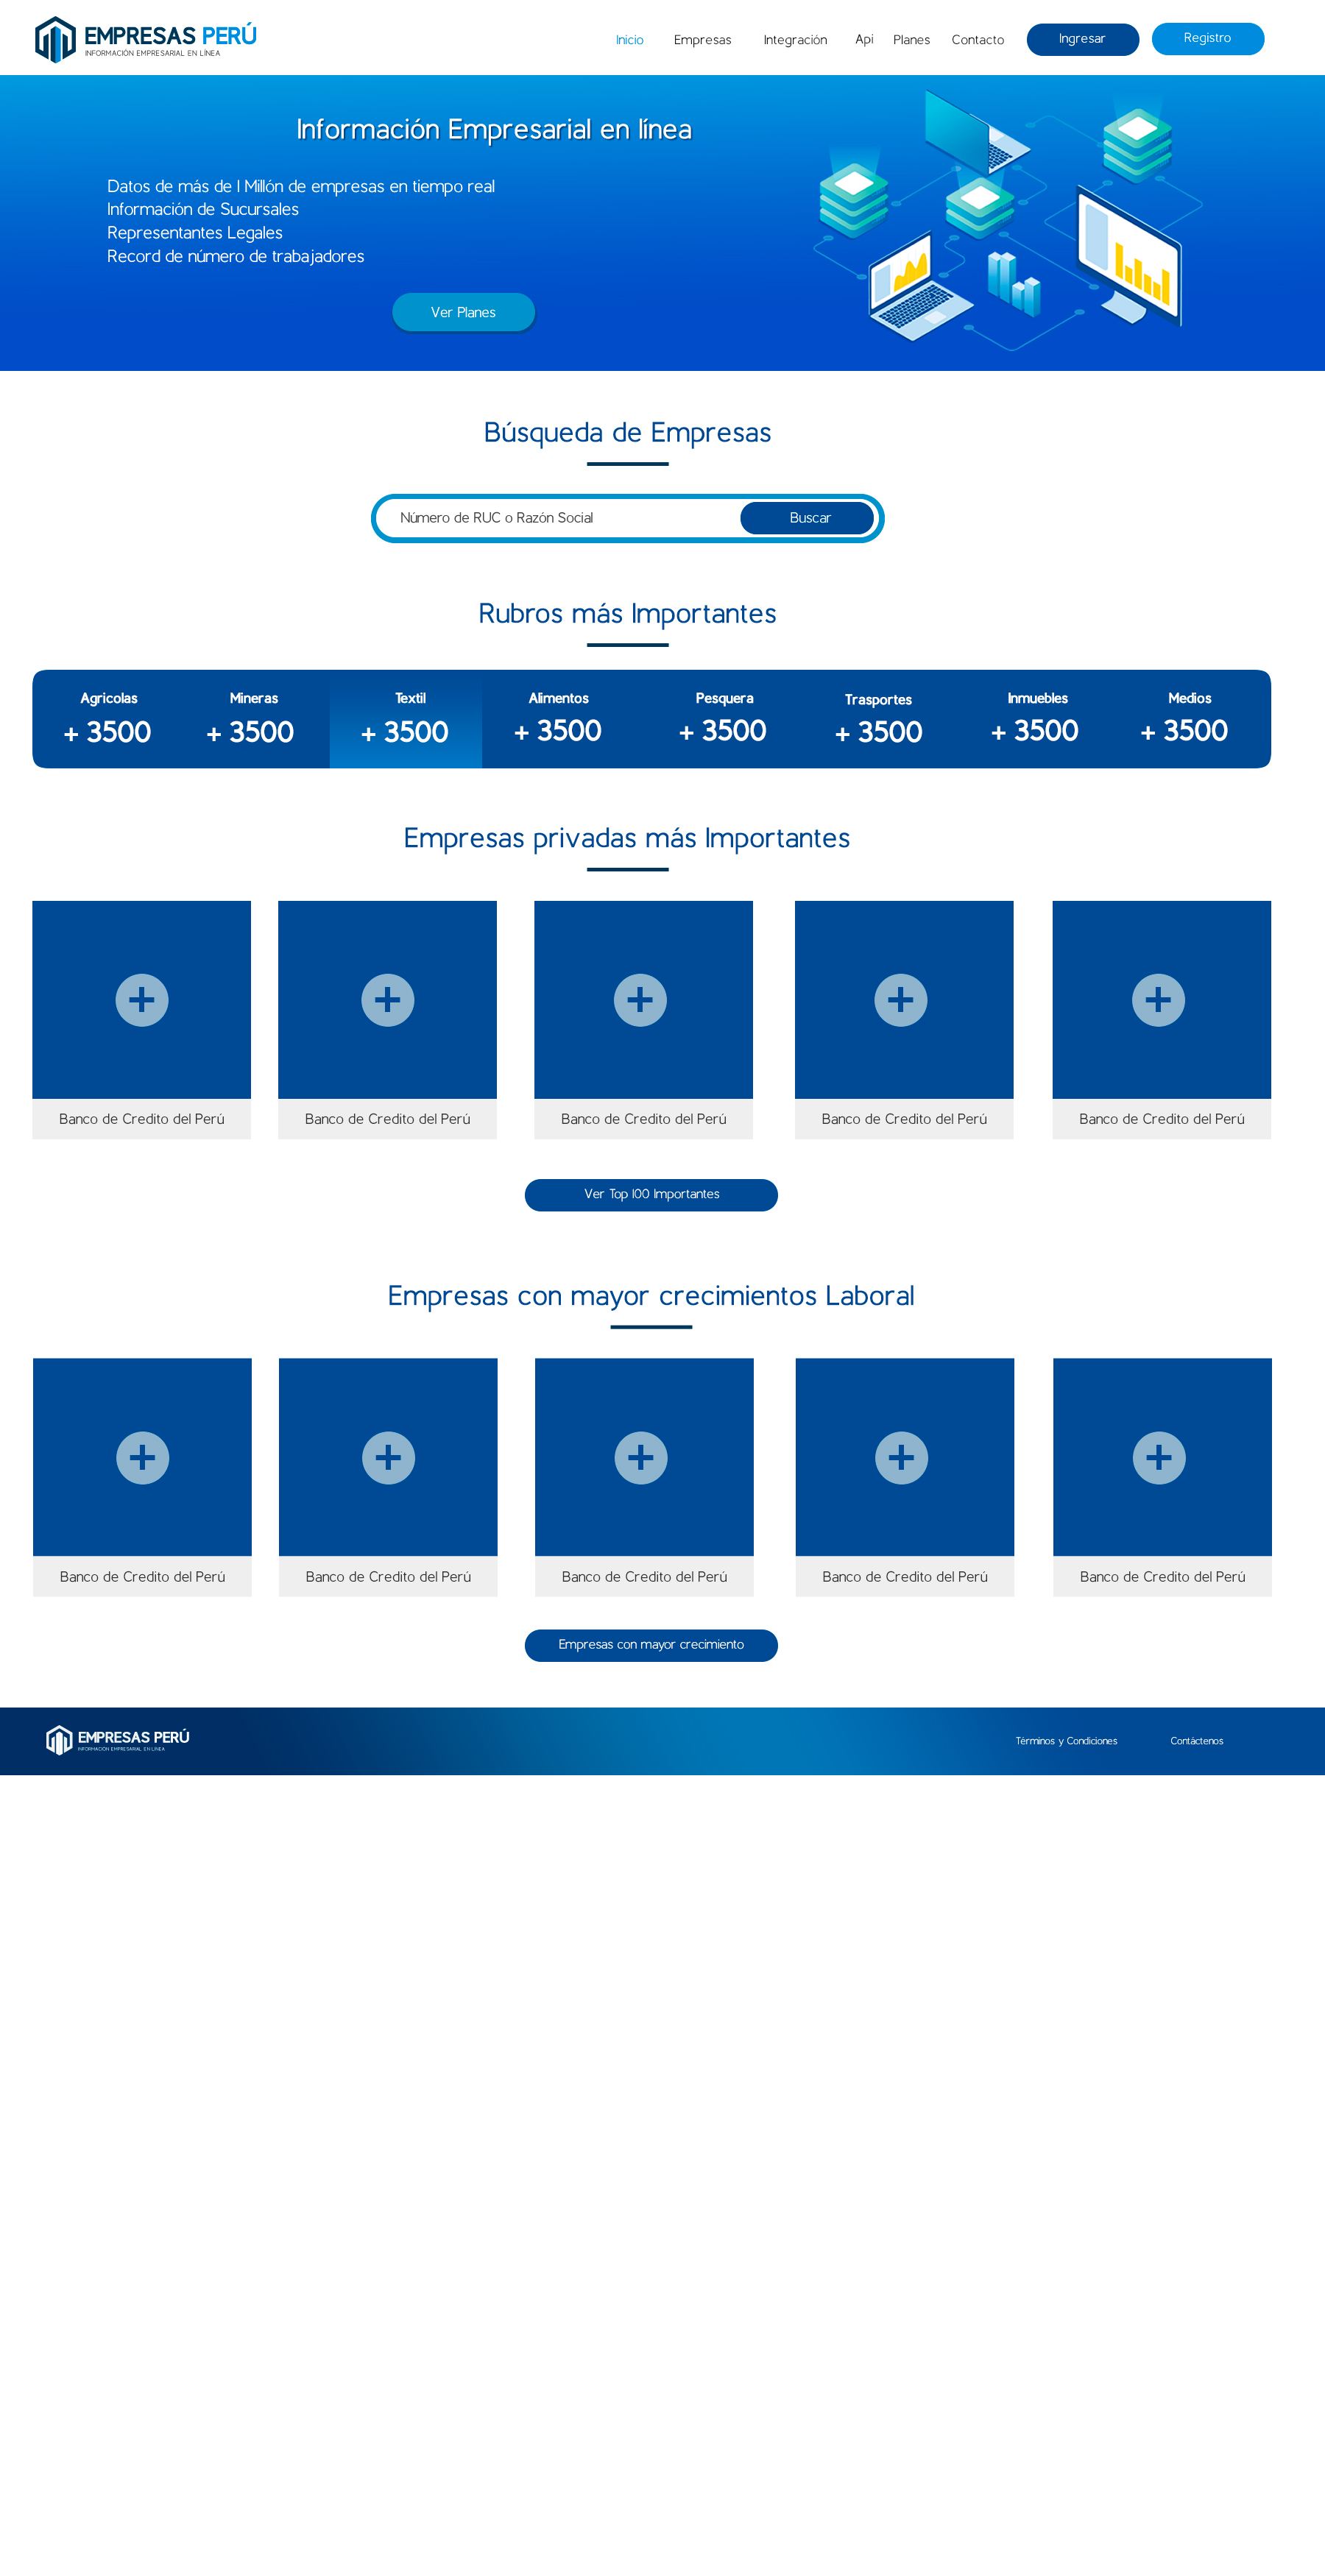 EMPRESAS PERÚ
INFORMACIÓN EMPRESARIAL EN LÍNEA
Inicio Empresas Integración Api Planes Contacto Ingresar Registro
Información Empresarial en línea
Datos de más de 1 Millón de empresas en tiempo real
Información de Sucursales
Representantes Legales
Record de número de trabajadores
Ver Planes
Búsqueda de Empresas
Número de RUC o Razón Social Buscar
Rubros más Importantes
Agricolas Mineras Textil Alimentos Pesquera Trasportes Inmuebles Medios
+ 3500 + 3500 + 3500 + 3500 + 3500 + 3500 + 3500 + 3500
Empresas privadas más Importantes
Banco de Credito del Perú Banco de Credito del Perú Banco de Credito del Perú Banco de Credito del Perú Banco de Credito del Perú
Ver Top 100 Importantes
Empresas con mayor crecimientos Laboral
Banco de Credito del Perú Banco de Credito del Perú Banco de Credito del Perú Banco de Credito del Perú Banco de Credito del Perú
Empresas con mayor crecimiento
EMPRESAS PERÚ
INFORMACIÓN EMPRESARIAL EN LÍNEA
Términos y Condiciones Contáctenos